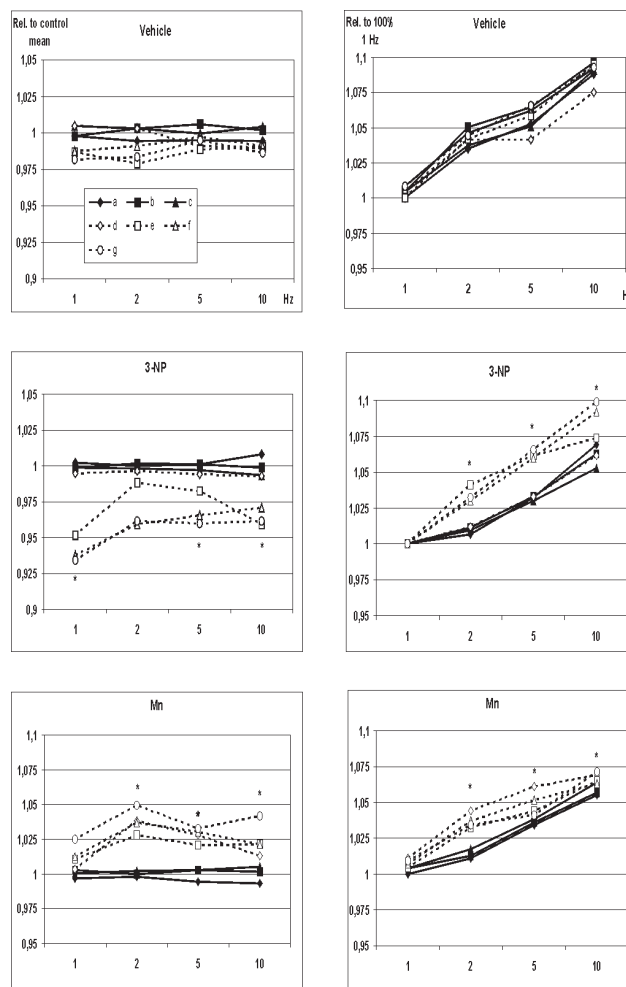 Rel. to control
mean
Vehicle
1,05
1,025
1
0,975
0,95
0,925
0,9
a b c
d e f
g
1 2 5 10 Hz
Rel. to 100%
1 Hz
Vehicle
1,1
1,075
1,05
1,025
1
0,975
0,95
1 2 5 10
H
3-NP
1,05
1,025
1
0,975
0,95
0,925
0,9
*
*
*
1 2 5 10
3-NP
1,1
1,075
1,05
1,025
1
0,975
0,95
*
*
*
1 2 5 10
Mn
1,1
1,075
1,05
1,025
1
0,975
0,95
*
*
*
1 2 5 10
Mn
1,1
1,075
1,05
1,025
1
0,975
0,95
*
*
*
1 2 5 10